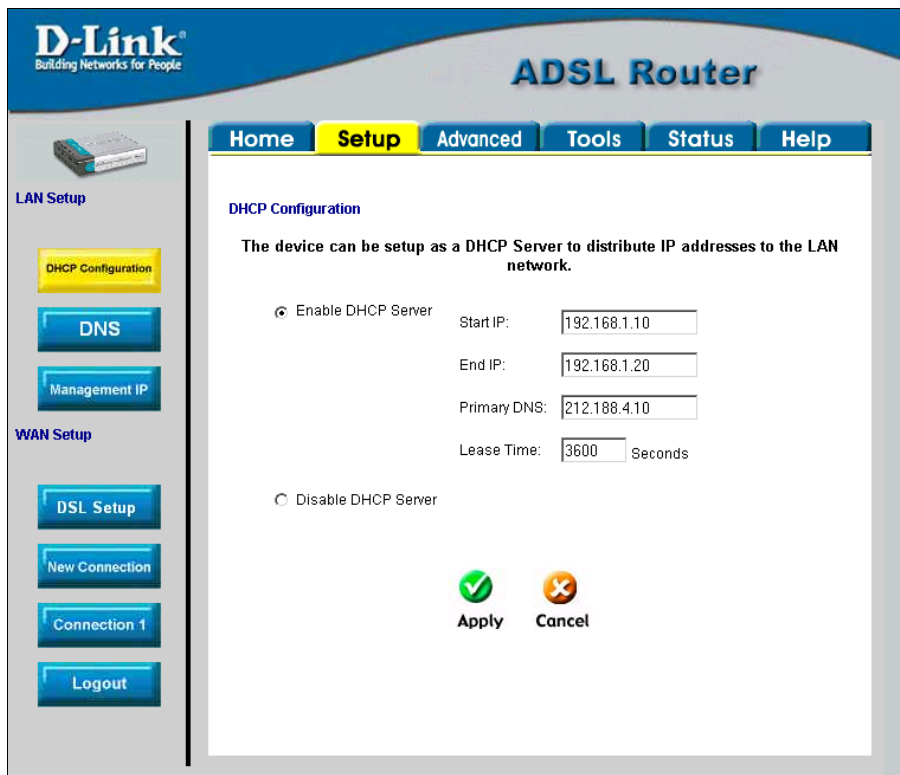 D-Link®
Building Networks for People
ADSL Router
Home Setup Advanced Tools Status Help
LAN Setup
DHCP Configuration
DNS
Management IP
WAN Setup
DSL Setup
New Connection
Connection 1
Logout
DHCP Configuration
The device can be setup as a DHCP Server to distribute IP addresses to the LAN
network.
Enable DHCP Server
Start IP: 192.168.1.10
End IP: 192.168.1.20
Primary DNS: 212.188.4.10
Lease Time: 3600 Seconds
Disable DHCP Server
Apply Cancel